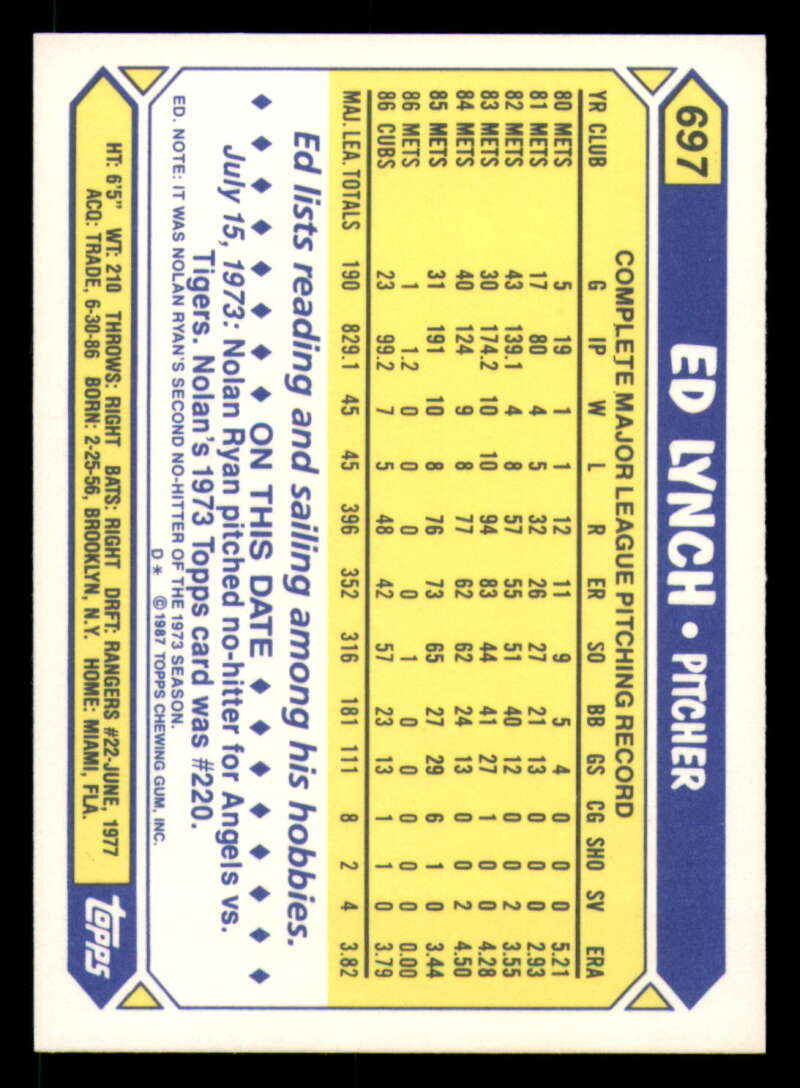 697
ED LYNCH • PITCHER
COMPLETE MAJOR LEAGUE PITCHING RECORD
YR CLUB G IP W L R ER SO BB GS CG SHO SV ERA
80 METS 5 19 1 1 12 11 9 5 4 0 0 0 5.21
81 METS 17 80 4 5 32 26 27 21 13 0 0 0 2.93
82 METS 43 139.1 4 8 57 55 51 40 12 0 0 2 3.55
83 METS 30 174.2 10 10 94 83 44 41 27 1 0 0 4.28
84 METS 40 124 9 8 77 62 62 24 13 0 0 2 4.50
85 METS 31 191 10 8 76 73 65 27 29 6 1 0 3.44
86 METS 1 1.2 0 0 0 0 1 0 0 0 0 0 0.00
86 CUBS 23 99.2 7 5 48 42 57 23 13 1 1 0 3.79
MAJ. LEA. TOTALS 190 829.1 45 45 396 352 316 181 111 8 2 4 3.82
Ed lists reading and sailing among his hobbies.
◆ ◆ ◆ ◆ ◆ ◆ ◆ ◆ ON THIS DATE ◆ ◆ ◆ ◆ ◆ ◆ ◆ ◆
July 15, 1973: Nolan Ryan pitched no-hitter for Angels vs.
Tigers. Nolan's 1973 Topps card was #220.
ED. NOTE: IT WAS NOLAN RYAN'S SECOND NO-HITTER OF THE 1973 SEASON.
D* ©1987 TOPPS CHEWING GUM, INC.
HT: 6'5" WT: 210 THROWS: RIGHT BATS: RIGHT DRFT: RANGERS #22-JUNE, 1977
ACQ: TRADE, 6-30-86 BORN: 2-25-56, BROOKLYN, N.Y. HOME: MIAMI, FLA.
TOPPS